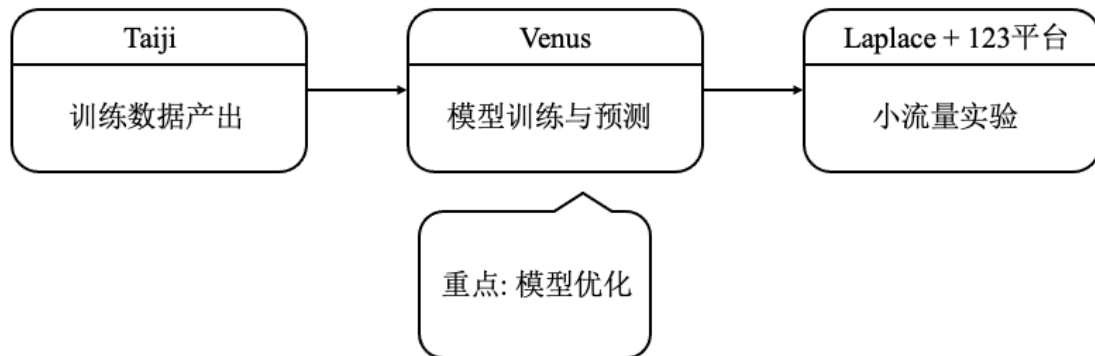 Taiji
训练数据产出
Venus
模型训练与预测
Laplace + 123平台
小流量实验
重点: 模型优化